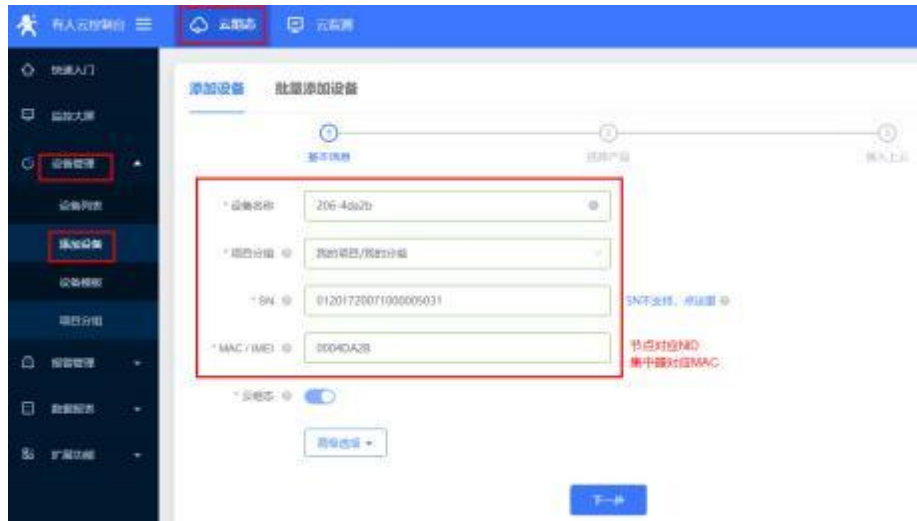 有人云控制台
云组态
云监测
快速入门
监控大屏
设备管理
设备列表
添加设备
设备模板
项目分组
报警管理
数据报表
扩展功能
添加设备 批量添加设备
1
基本信息
2
选择产品
3
接入上云
*设备名称 206-4da2b
*项目分组 我的项目/我的分组
*SN 01201720071000005031 SN不支持，点这里
*MAC / IMEI 0004DA2B
节点对应NID
集中器对应MAC
*云组态
高级选项
下一步